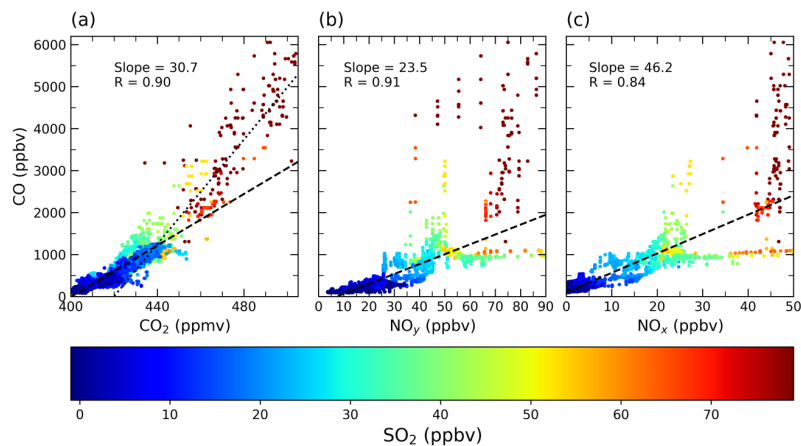 (a) (b) (c)
6000
5000
4000
3000
2000
1000
0
CO (ppbv)
Slope = 30.7
R = 0.90
400 440 480
CO₂ (ppmv)
Slope = 23.5
R = 0.91
0 10 20 30 40 50 60 70 80 90
NOy (ppbv)
Slope = 46.2
R = 0.84
0 10 20 30 40 50
NOx (ppbv)
0 10 20 30 40 50 60 70
SO₂ (ppbv)